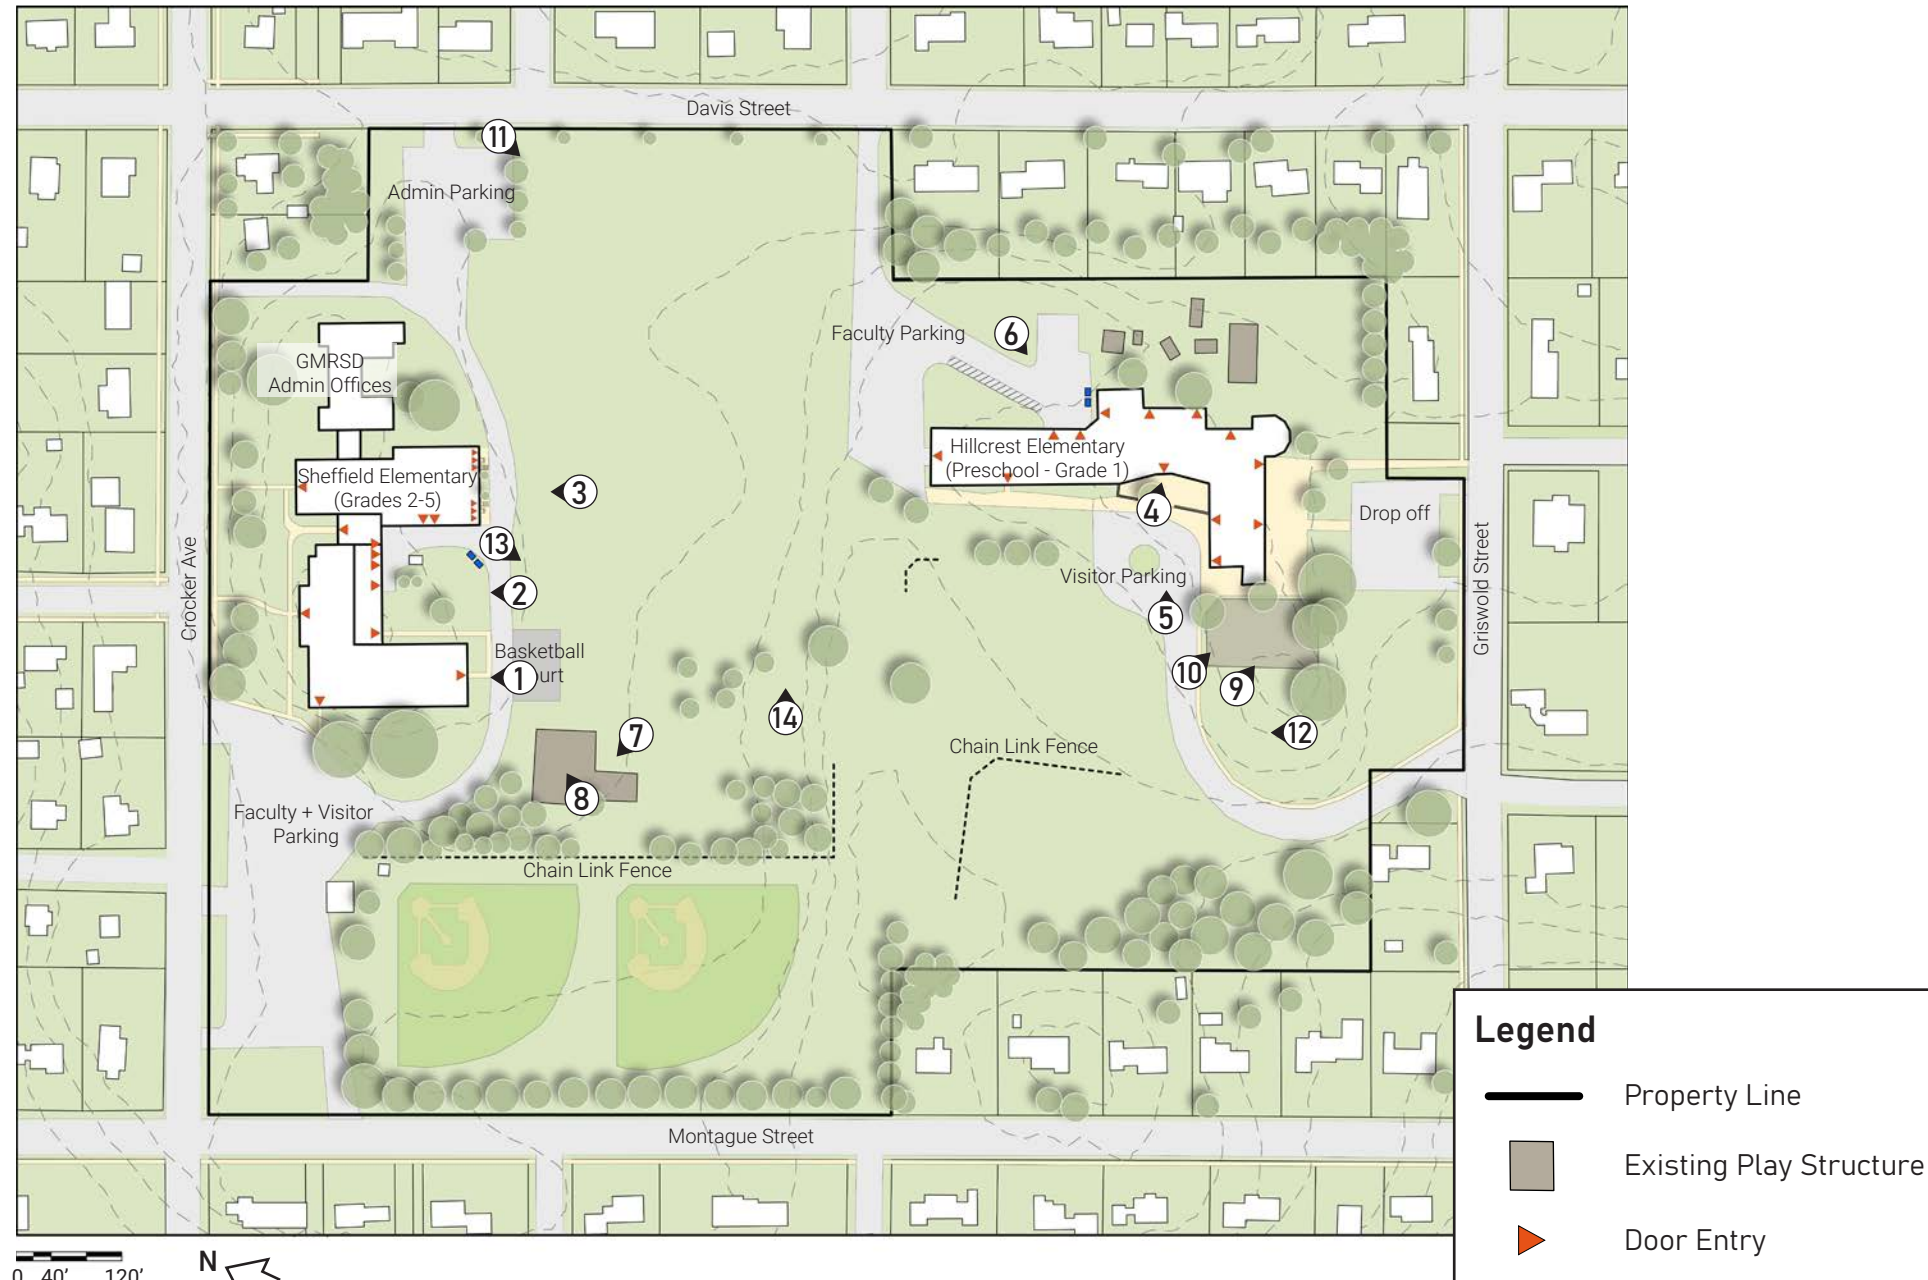 Davis Street
11
Admin Parking
Faculty Parking
6
GMRSD
Admin Offices
Hillcrest Elementary
(Preschool - Grade 1)
Sheffield Elementary
(Grades 2-5)
3
4
Drop off
13
Crocker Ave
Griswold Street
2
Visitor Parking
5
Basketball
1
10
9
14
7
12
Chain Link Fence
8
Faculty + Visitor
Parking
Chain Link Fence
Montague Street
Legend
Property Line
Existing Play Structure
Door Entry
N
0 40' 120'